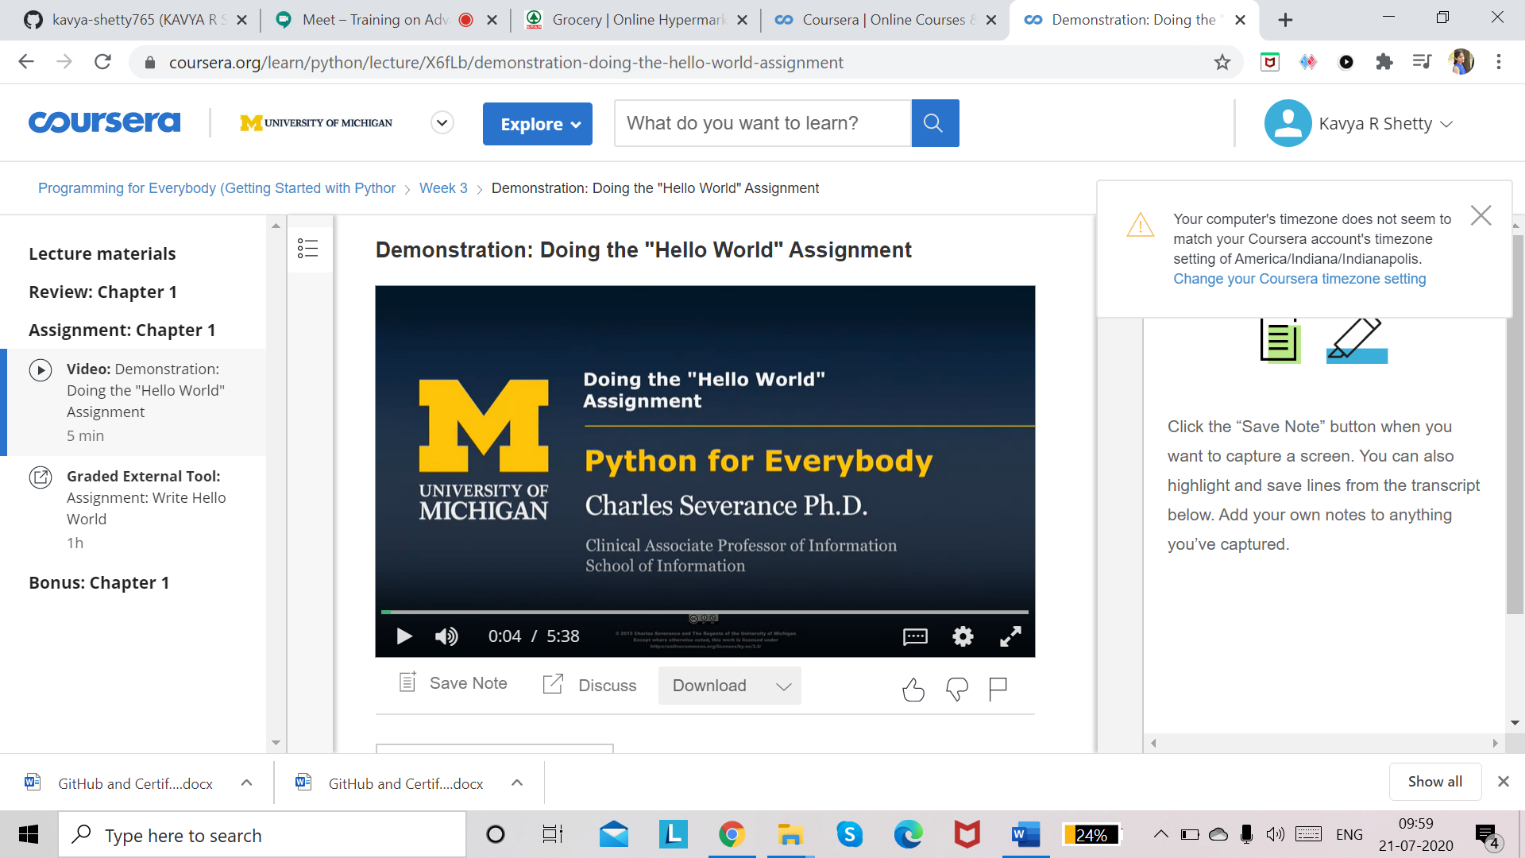 kavya-shetty765 (KAVYA R S
Meet – Training on Adv
Grocery | Online Hypermark
Coursera | Online Courses &
Demonstration: Doing the "
coursera.org/learn/python/lecture/X6fLb/demonstration-doing-the-hello-world-assignment
coursera
M UNIVERSITY OF MICHIGAN
Explore
What do you want to learn?
Kavya R Shetty
Programming for Everybody (Getting Started with Python
Week 3
Demonstration: Doing the "Hello World" Assignment
Your computer's timezone does not seem to
match your Coursera account's timezone
setting of America/Indiana/Indianapolis.
Change your Coursera timezone setting
Lecture materials
Review: Chapter 1
Assignment: Chapter 1
Video: Demonstration:
Doing the "Hello World"
Assignment
5 min
Graded External Tool:
Assignment: Write Hello
World
1h
Bonus: Chapter 1
Demonstration: Doing the "Hello World" Assignment
M
UNIVERSITY OF
MICHIGAN
Doing the "Hello World"
Assignment
Python for Everybody
Charles Severance Ph.D.
Clinical Associate Professor of Information
School of Information
0:04 / 5:38
Save Note
Discuss
Download
Click the “Save Note” button when you
want to capture a screen. You can also
highlight and save lines from the transcript
below. Add your own notes to anything
you’ve captured.
GitHub and Certif....docx
GitHub and Certif....docx
Show all
Type here to search
L
24%
ENG
09:59
21-07-2020
4